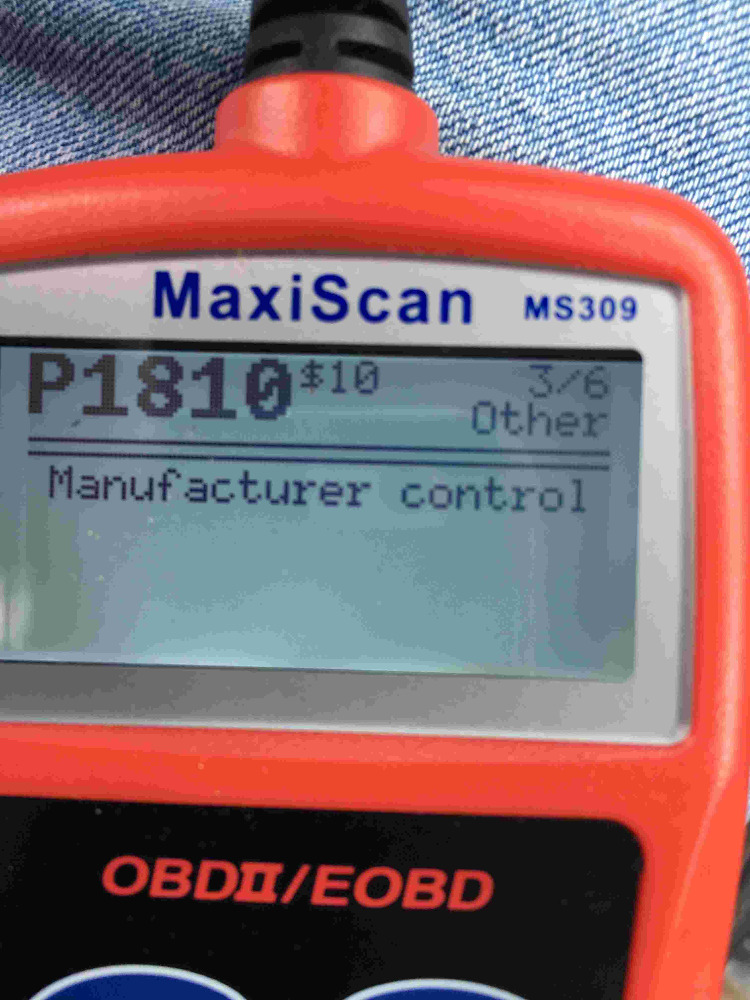 MaxiScan MS309
P1810 $10 3/6
Other
Manufacturer control
OBDII/EOBD